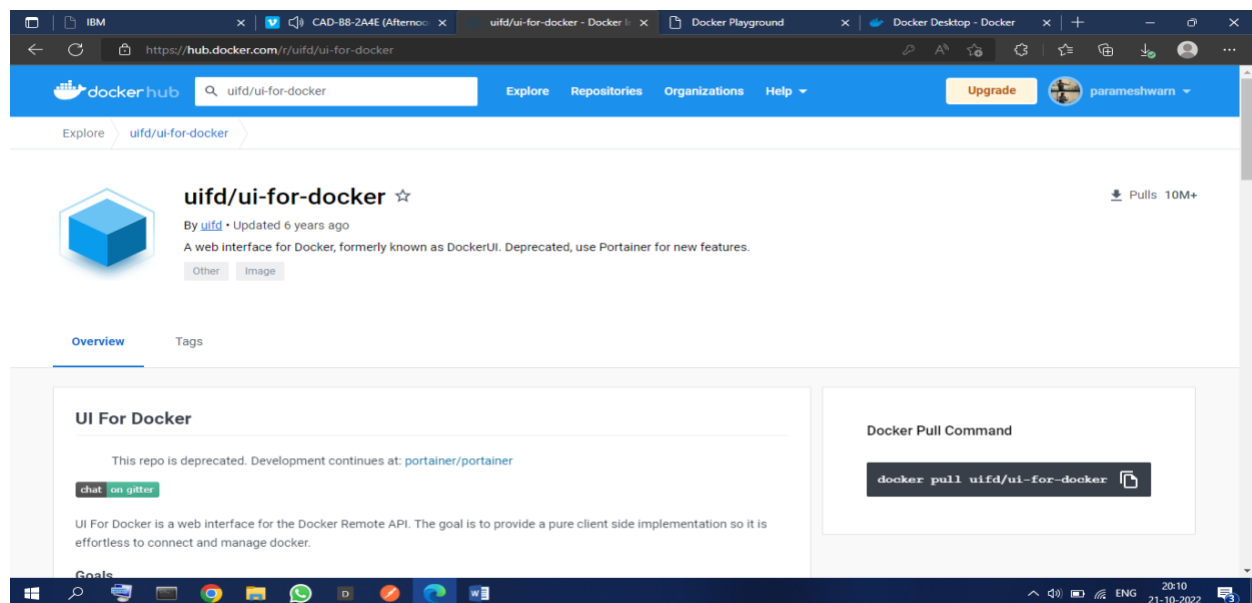 IBM
CAD-BB-2A4E (Afternoo
uifd/ui-for-docker - Docker I
Docker Playground
Docker Desktop - Docker
https://hub.docker.com/r/uifd/ui-for-docker
docker hub
uifd/ui-for-docker
Explore Repositories Organizations Help
Upgrade
parameshwarn
Explore uifd/ui-for-docker
uifd/ui-for-docker
Pulls 10M+
By uifd • Updated 6 years ago
A web interface for Docker, formerly known as DockerUI. Deprecated, use Portainer for new features.
Other Image
Overview Tags
UI For Docker
This repo is deprecated. Development continues at: portainer/portainer
chat on gitter
UI For Docker is a web interface for the Docker Remote API. The goal is to provide a pure client side implementation so it is
effortless to connect and manage docker.
Goals
Docker Pull Command
docker pull uifd/ui-for-docker
ENG
20:10
21-10-2022